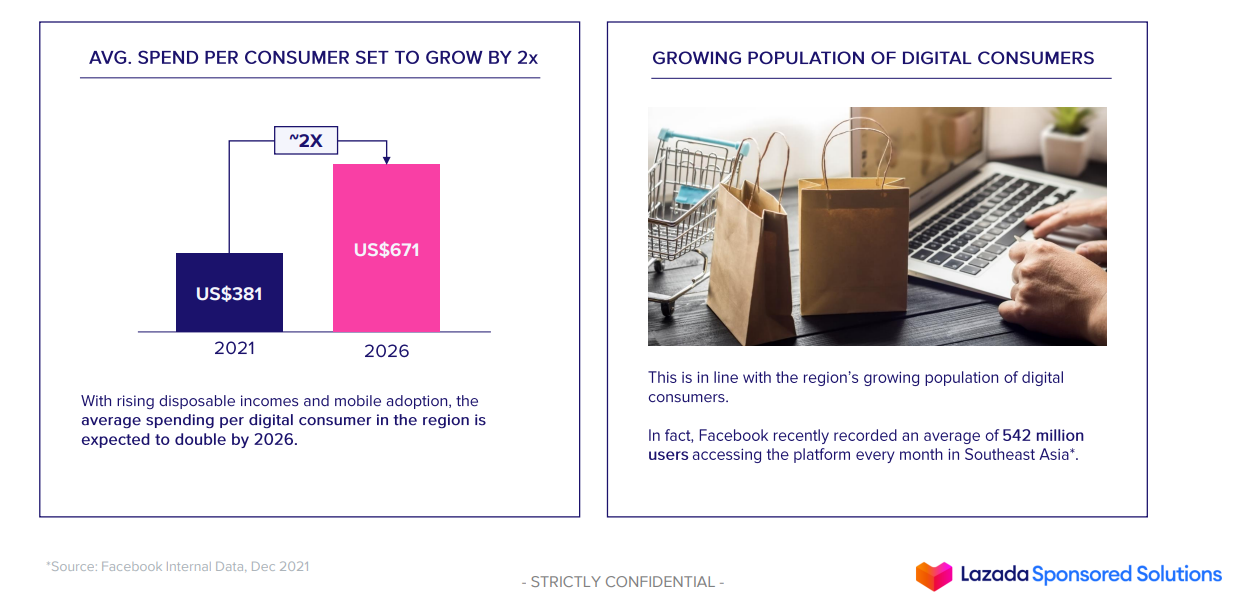 AVG. SPEND PER CONSUMER SET TO GROW BY 2x
~2X
US$381
US$671
2021
2026
With rising disposable incomes and mobile adoption, the
average spending per digital consumer in the region is
expected to double by 2026.
GROWING POPULATION OF DIGITAL CONSUMERS
This is in line with the region’s growing population of digital
consumers.
In fact, Facebook recently recorded an average of 542 million
users accessing the platform every month in Southeast Asia*.
*Source: Facebook Internal Data, Dec 2021
- STRICTLY CONFIDENTIAL -
Lazada Sponsored Solutions